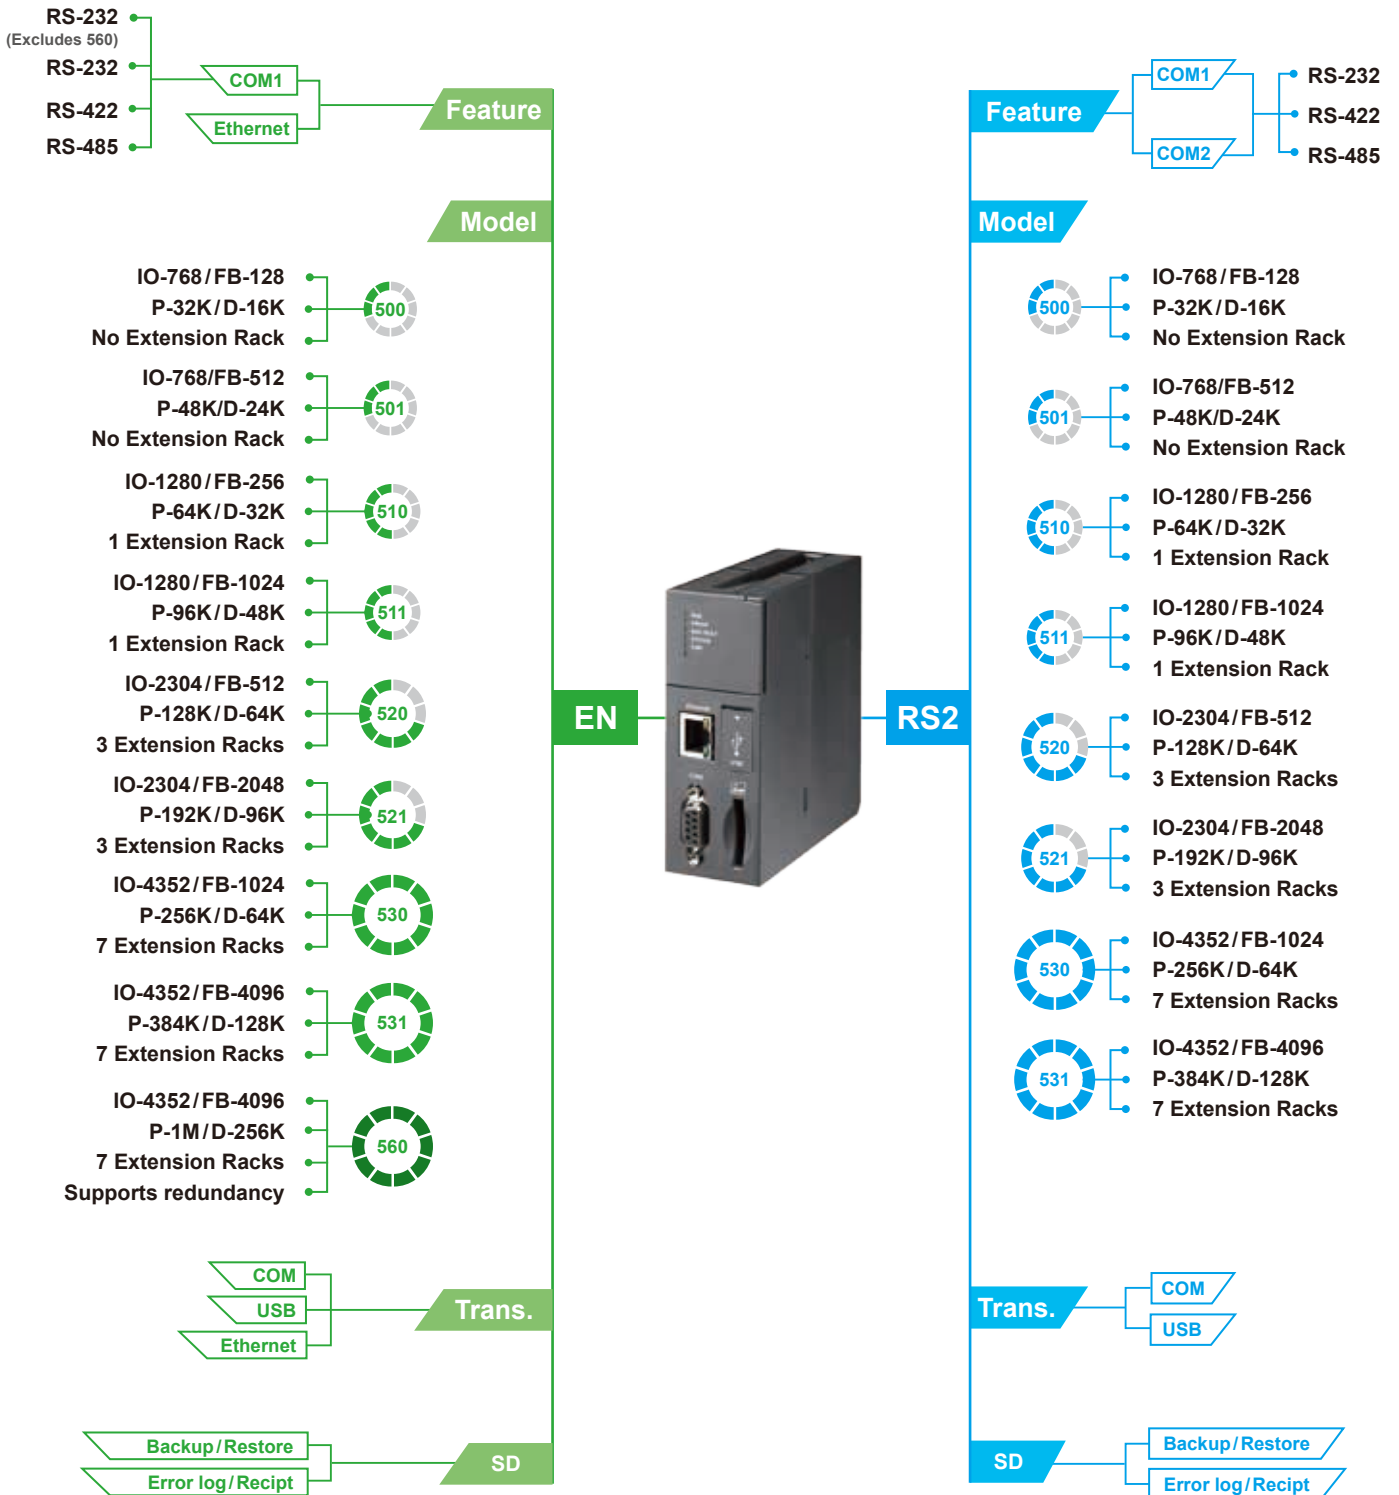 RS-232
(Excludes 560)
RS-232
RS-422
RS-485
COM1
Ethernet
Feature
Model
IO-768/FB-128
P-32K/D-16K
No Extension Rack
500
IO-768/FB-512
P-48K/D-24K
No Extension Rack
501
IO-1280/FB-256
P-64K/D-32K
1 Extension Rack
510
IO-1280/FB-1024
P-96K/D-48K
1 Extension Rack
511
IO-2304/FB-512
P-128K/D-64K
3 Extension Racks
520
IO-2304/FB-2048
P-192K/D-96K
3 Extension Racks
521
IO-4352/FB-1024
P-256K/D-64K
7 Extension Racks
530
IO-4352/FB-4096
P-384K/D-128K
7 Extension Racks
531
IO-4352/FB-4096
P-1M/D-256K
7 Extension Racks
Supports redundancy
560
COM
USB
Ethernet
Trans.
Backup/Restore
Error log/Recipt
SD
EN
RS2
Feature
COM1
COM2
RS-232
RS-422
RS-485
Model
500
IO-768/FB-128
P-32K/D-16K
No Extension Rack
501
IO-768/FB-512
P-48K/D-24K
No Extension Rack
510
IO-1280/FB-256
P-64K/D-32K
1 Extension Rack
511
IO-1280/FB-1024
P-96K/D-48K
1 Extension Rack
520
IO-2304/FB-512
P-128K/D-64K
3 Extension Racks
521
IO-2304/FB-2048
P-192K/D-96K
3 Extension Racks
530
IO-4352/FB-1024
P-256K/D-64K
7 Extension Racks
531
IO-4352/FB-4096
P-384K/D-128K
7 Extension Racks
Trans.
COM
USB
SD
Backup/Restore
Error log/Recipt